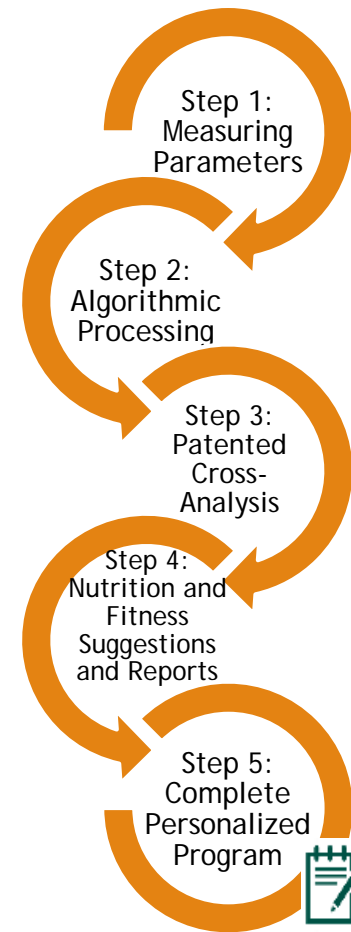 Step 1:
Measuring
Parameters
Step 2:
Algorithmic
Processing
Step 3:
Patented
Cross-
Analysis
Step 4:
Nutrition and
Fitness
Suggestions
and Reports
Step 5:
Complete
Personalized
Program